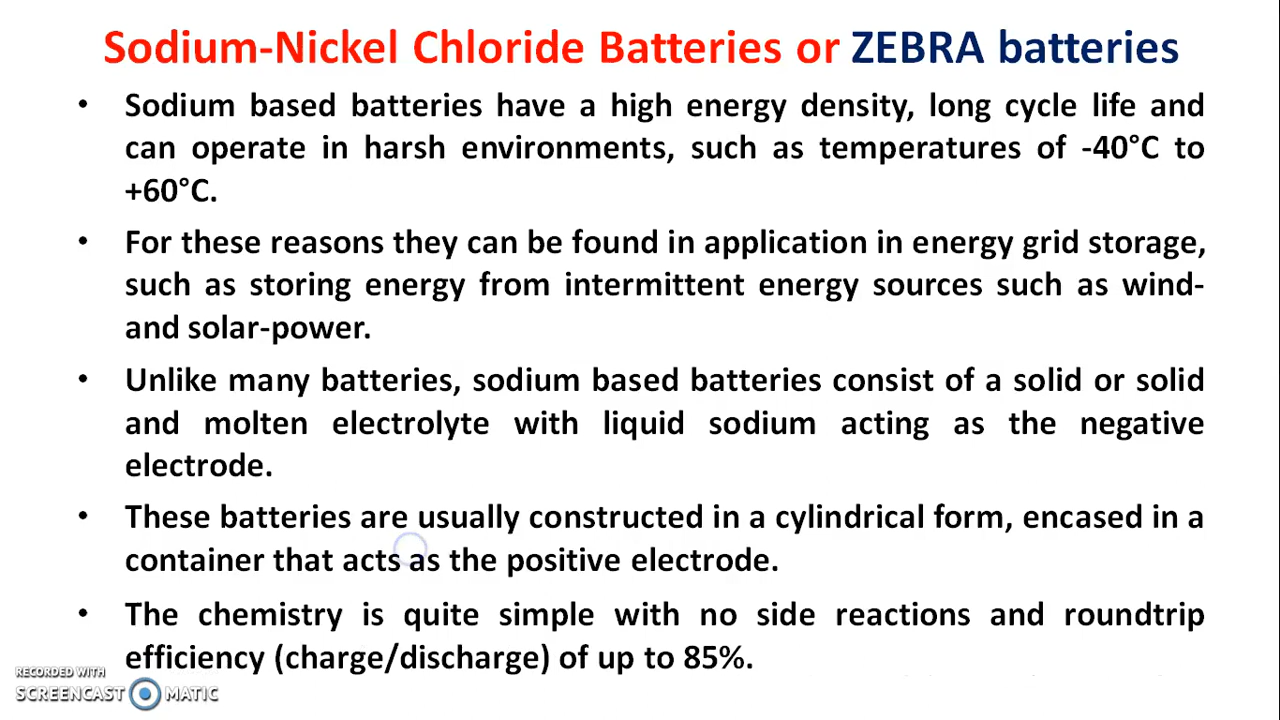 Sodium-Nickel Chloride Batteries or ZEBRA batteries
• Sodium based batteries have a high energy density, long cycle life and
can operate in harsh environments, such as temperatures of -40°C to
+60°C.
• For these reasons they can be found in application in energy grid storage,
such as storing energy from intermittent energy sources such as wind-
and solar-power.
• Unlike many batteries, sodium based batteries consist of a solid or solid
and molten electrolyte with liquid sodium acting as the negative
electrode.
• These batteries are usually constructed in a cylindrical form, encased in a
container that acts as the positive electrode.
• The chemistry is quite simple with no side reactions and roundtrip
efficiency (charge/discharge) of up to 85%.
RECORDED WITH
SCREENCAST MATIC